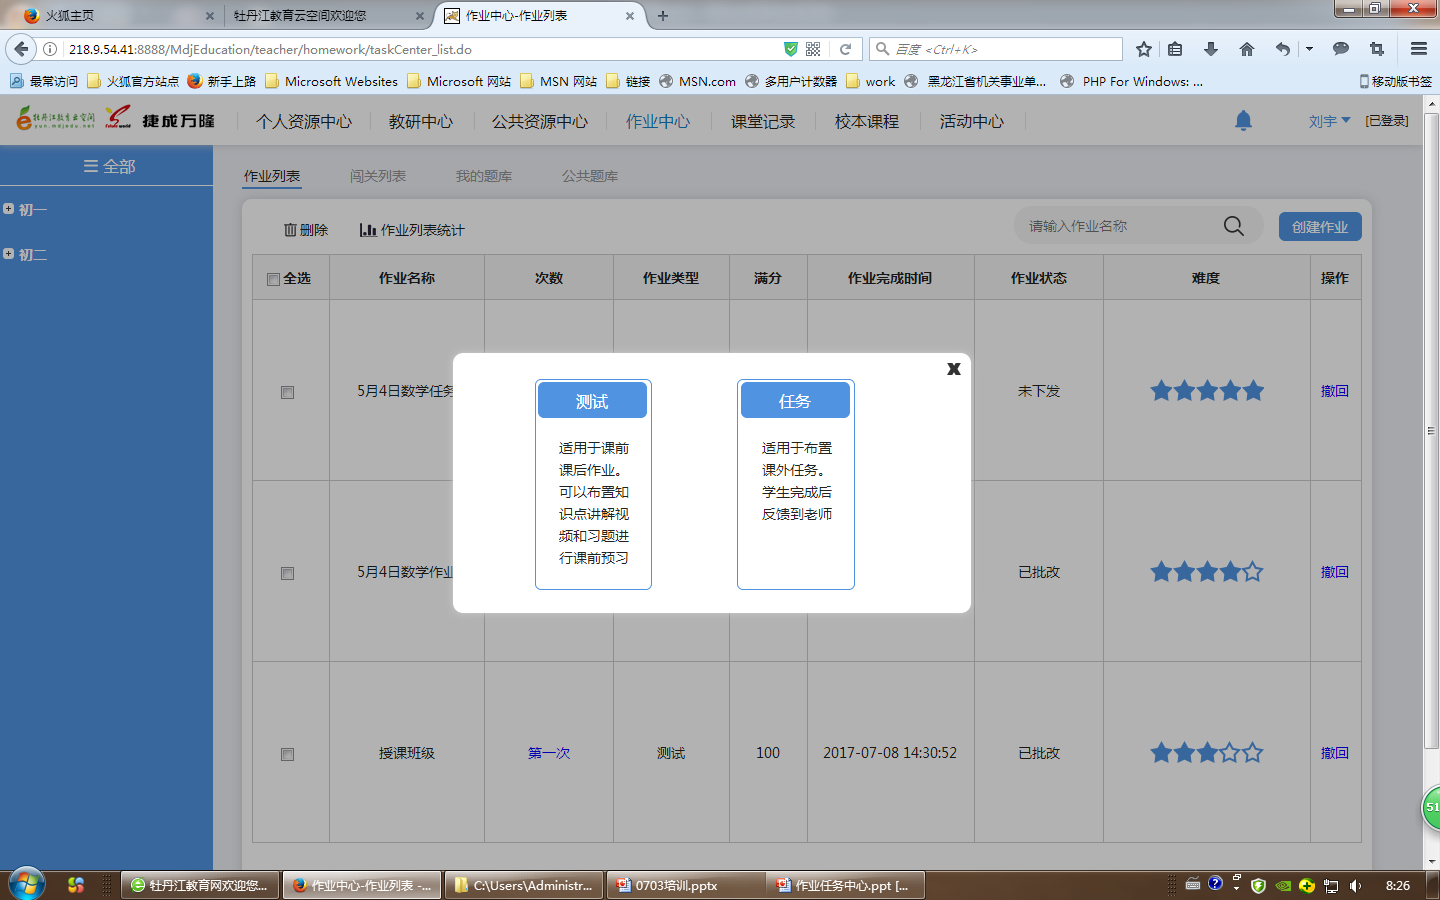 火狐主页
牡丹江教育云空间欢迎您
作业中心-作业列表
218.9.54.41:8888/MdjEducation/teacher/homework/taskCenter_list.do
百度 <Ctrl+K>
最常访问 火狐官方站点 新手上路 Microsoft Websites Microsoft 网站 MSN 网站 链接 MSN.com 多用户计数器 work 黑龙江省机关事业单... PHP For Windows: ... 移动版书签
牡丹江教育云空间
yun.mdjedu.net
捷成万隆
个人资源中心 教研中心 公共资源中心 作业中心 课堂记录 校本课程 活动中心 刘宇 [已登录]
全部
初一
初二
作业列表 闯关列表 我的题库 公共题库
删除 作业列表统计 请输入作业名称 创建作业
全选 作业名称 次数 作业类型 满分 作业完成时间 作业状态 难度 操作
5月4日数学任务 未下发 撤回
5月4日数学作业 已批改 撤回
授课班级 第一次 测试 100 2017-07-08 14:30:52 已批改 撤回
X
测试
适用于课前
课后作业。
可以布置知
识点讲解视
频和习题进
行课前预习
任务
适用于布置
课外任务。
学生完成后
反馈到老师
51
牡丹江教育网欢迎您... 作业中心-作业列表 -... C:\Users\Administr... 0703培训.pptx 作业任务中心.ppt [... 8:26